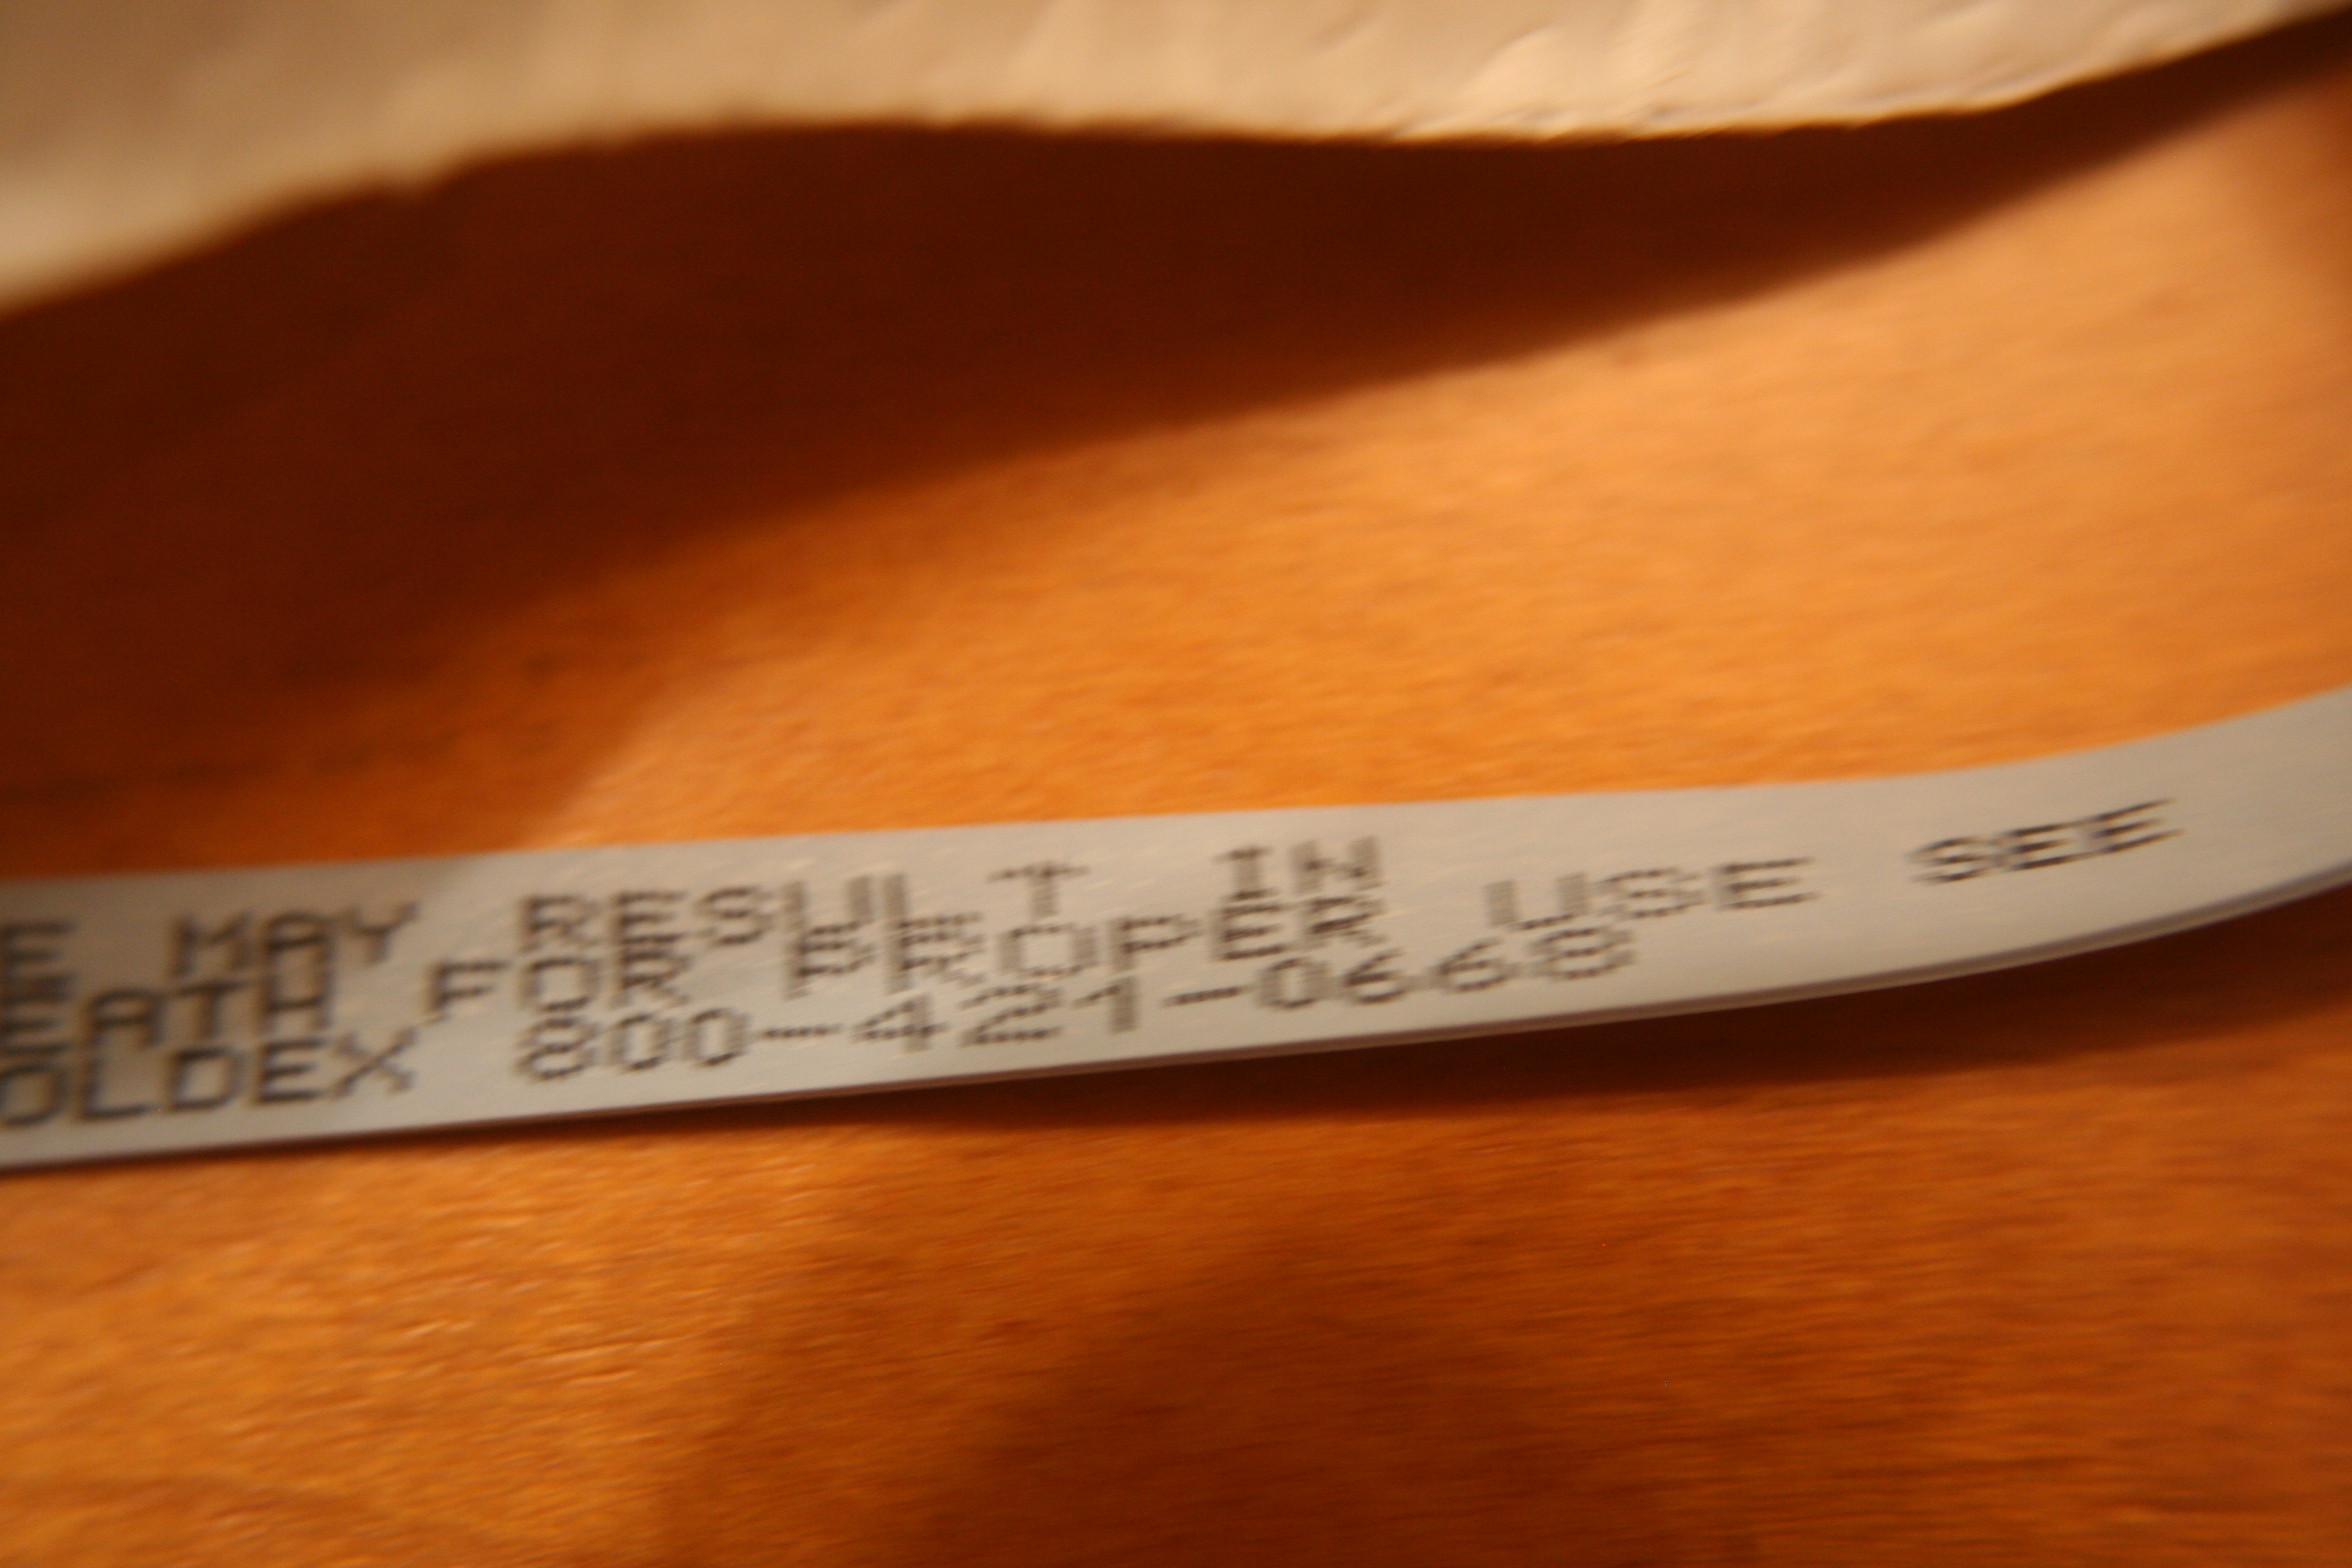 E MAY RESULT IN
EATH FOR PROPER USE SEE
OLDEX 800-421-0668